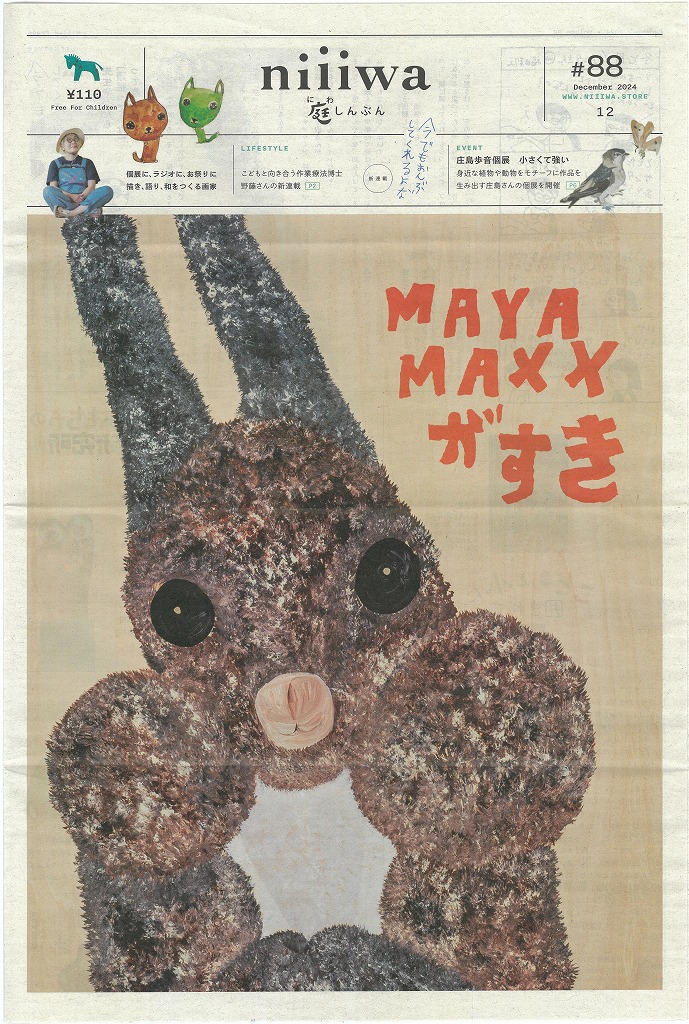 ¥110
Free For Children
niiiwa
にわ
庭しんぶん
#88
December 2024
WWW.NIIIWA.STORE
12
個展に、ラジオに、お祭りに
描き、語り、和をつくる画家
LIFESTYLE
こどもと向き合う作業療法博士
野藤さんの新連載 P2
新連載
今でもおんぶ
してくれるよな
EVENT
庄島歩音個展 小さくて強い
身近な植物や動物をモチーフに作品を
生み出す庄島さんの個展を開催 P6
MAYA
MAXX
がすき